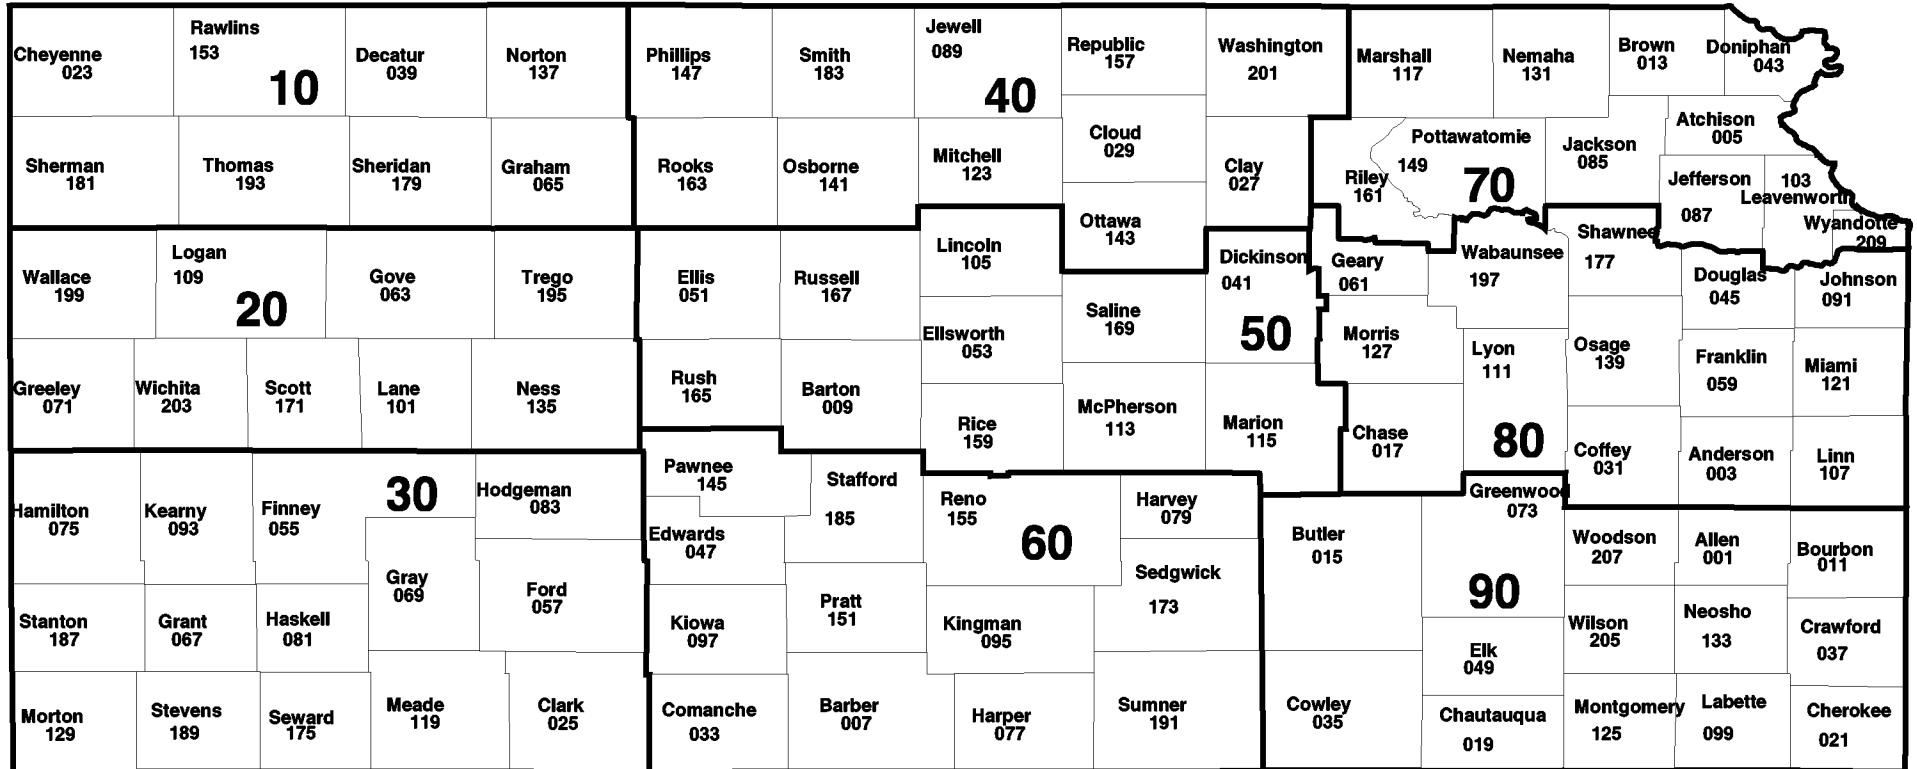 Cheyenne
023
Rawlins
153
10
Decatur
039
Norton
137
Phillips
147
Smith
183
Jewell
089
40
Republic
157
Washington
201
Marshall
117
Nemaha
131
Brown
013
Doniphan
043
Sherman
181
Thomas
193
Sheridan
179
Graham
065
Rooks
163
Osborne
141
Mitchell
123
Cloud
029
Clay
027
Riley
161
Pottawatomie
149
70
Jackson
085
Atchison
005
Jefferson
087
103
Leavenworth
Wyandotte
209
Ottawa
143
Wallace
199
Logan
109
20
Gove
063
Trego
195
Ellis
051
Russell
167
Lincoln
105
Saline
169
Dickinson
041
50
Geary
061
Wabaunsee
197
Shawnee
177
Douglas
045
Johnson
091
Ellsworth
053
Morris
127
Lyon
111
80
Osage
139
Franklin
059
Miami
121
Greeley
071
Wichita
203
Scott
171
Lane
101
Ness
135
Rush
165
Barton
009
Rice
159
McPherson
113
Marion
115
Chase
017
Coffey
031
Anderson
003
Linn
107
Hamilton
075
Kearny
093
Finney
055
30
Hodgeman
083
Pawnee
145
Stafford
185
Reno
155
60
Harvey
079
Butler
015
Greenwood
073
90
Woodson
207
Allen
001
Bourbon
011
Edwards
047
Gray
069
Ford
057
Sedgwick
173
Stanton
187
Grant
067
Haskell
081
Kiowa
097
Pratt
151
Kingman
095
Elk
049
Wilson
205
Neosho
133
Crawford
037
Morton
129
Stevens
189
Seward
175
Meade
119
Clark
025
Comanche
033
Barber
007
Harper
077
Sumner
191
Cowley
035
Chautauqua
019
Montgomery
125
Labette
099
Cherokee
021